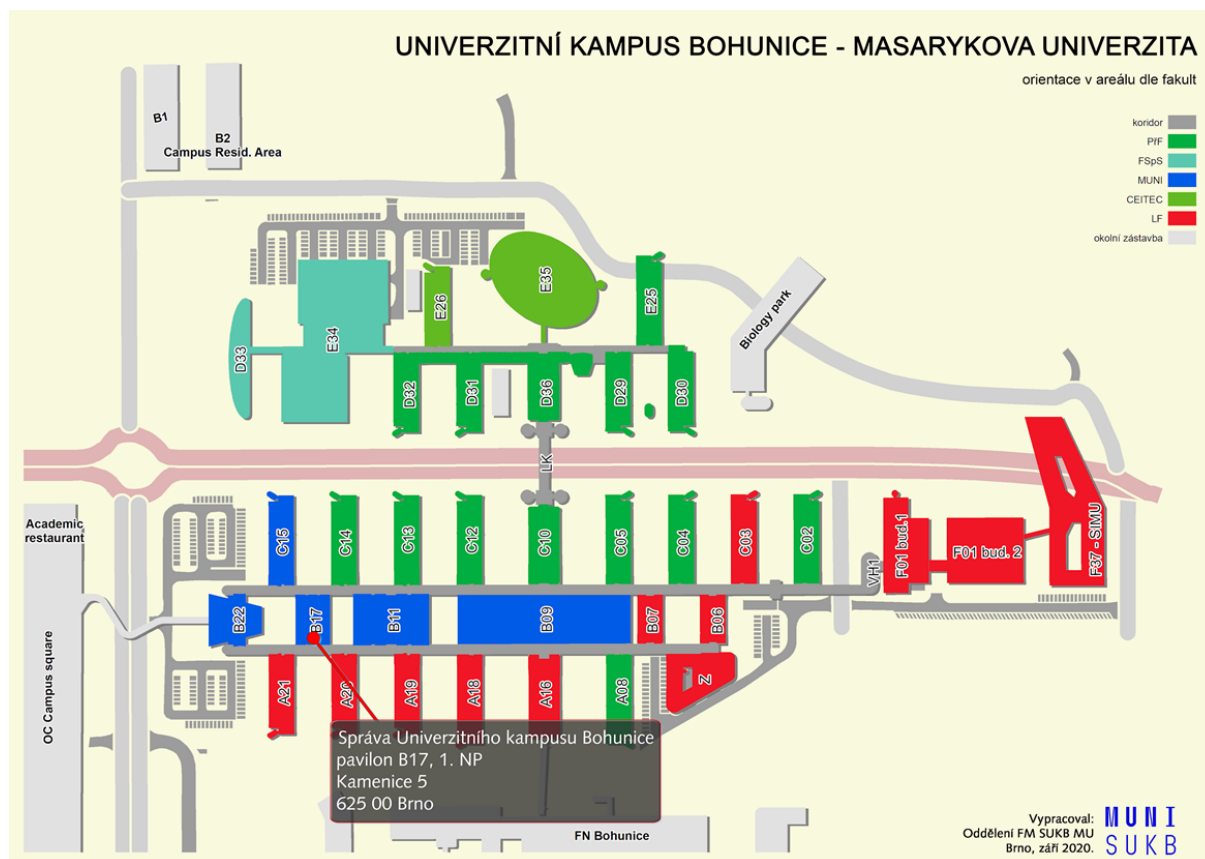 UNIVERZITNÍ KAMPUS BOHUNICE - MASARYKOVA UNIVERZITA
orientace v areálu dle fakult
koridor
PřF
FSpS
MUNI
CEITEC
LF
okolní zástavba
B1
B2
Campus Resid. Area
E35
E26
E25
E34
D33
Biology park
D32
D31
D36
D29
D30
LK
Academic
restaurant
C15
C14
C13
C12
C10
C05
C04
C03
C02
VH1
F01 bud.1
F01 bud. 2
F37 - SIMU
B22
B17
B11
B09
B07
B06
OC Campus square
A21
A20
A19
A18
A16
A08
Z
Správa Univerzitního kampusu Bohunice
pavilon B17, 1. NP
Kamenice 5
625 00 Brno
FN Bohunice
Vypracoval:
Oddělení FM SUKB MU
Brno, září 2020.
MUNI
SUKB